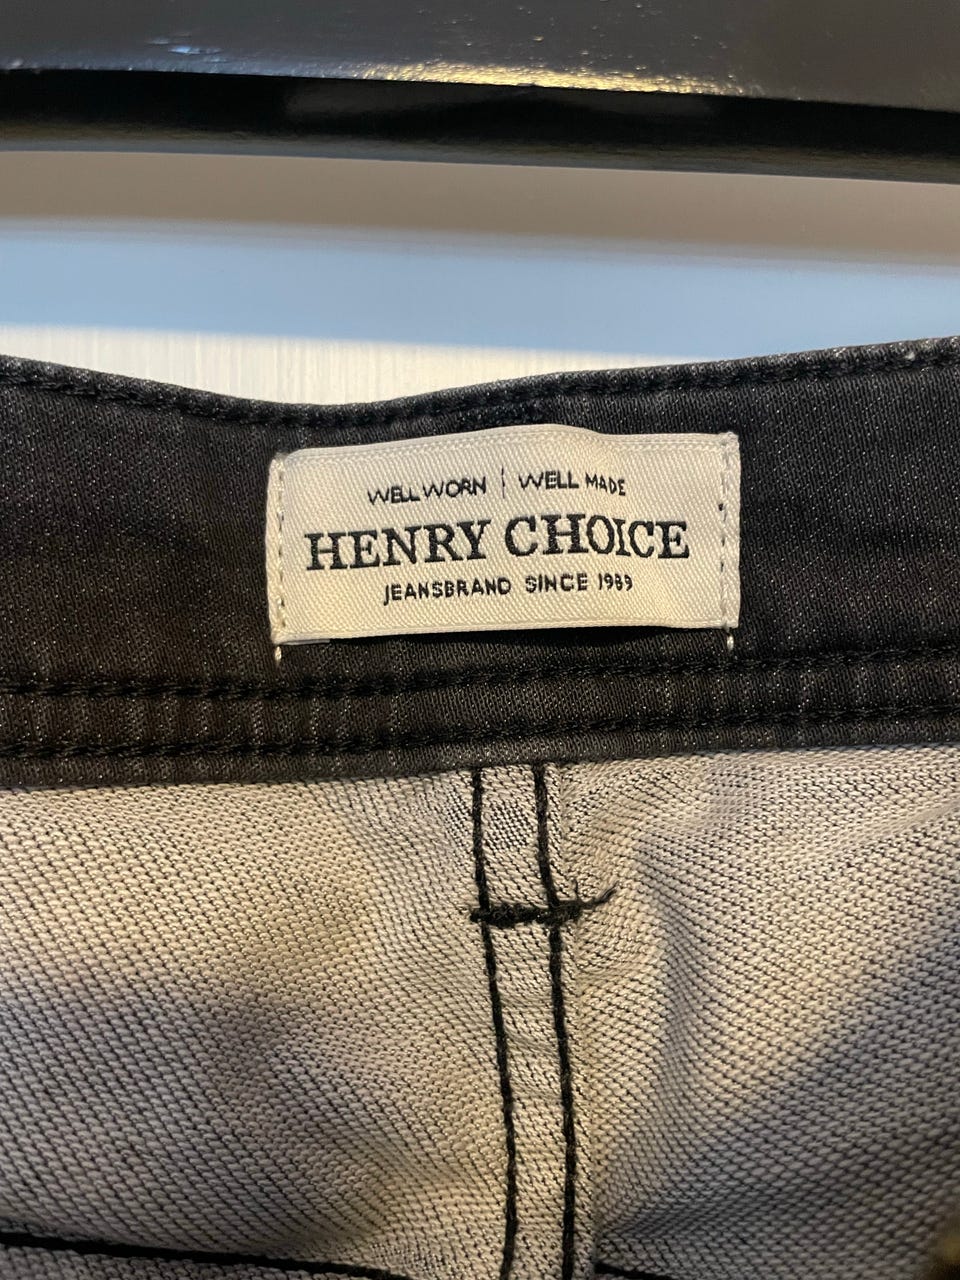 WELL WORN | WELL MADE
HENRY CHOICE
JEANSBRAND SINCE 1989